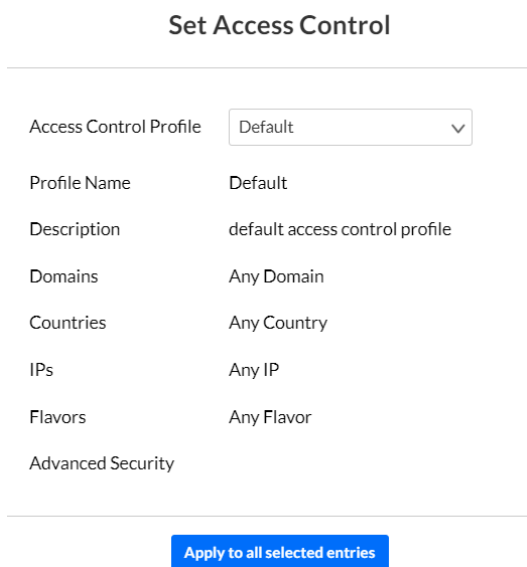 Set Access Control
Access Control Profile Default
Profile Name Default
Description default access control profile
Domains Any Domain
Countries Any Country
IPs Any IP
Flavors Any Flavor
Advanced Security
Apply to all selected entries